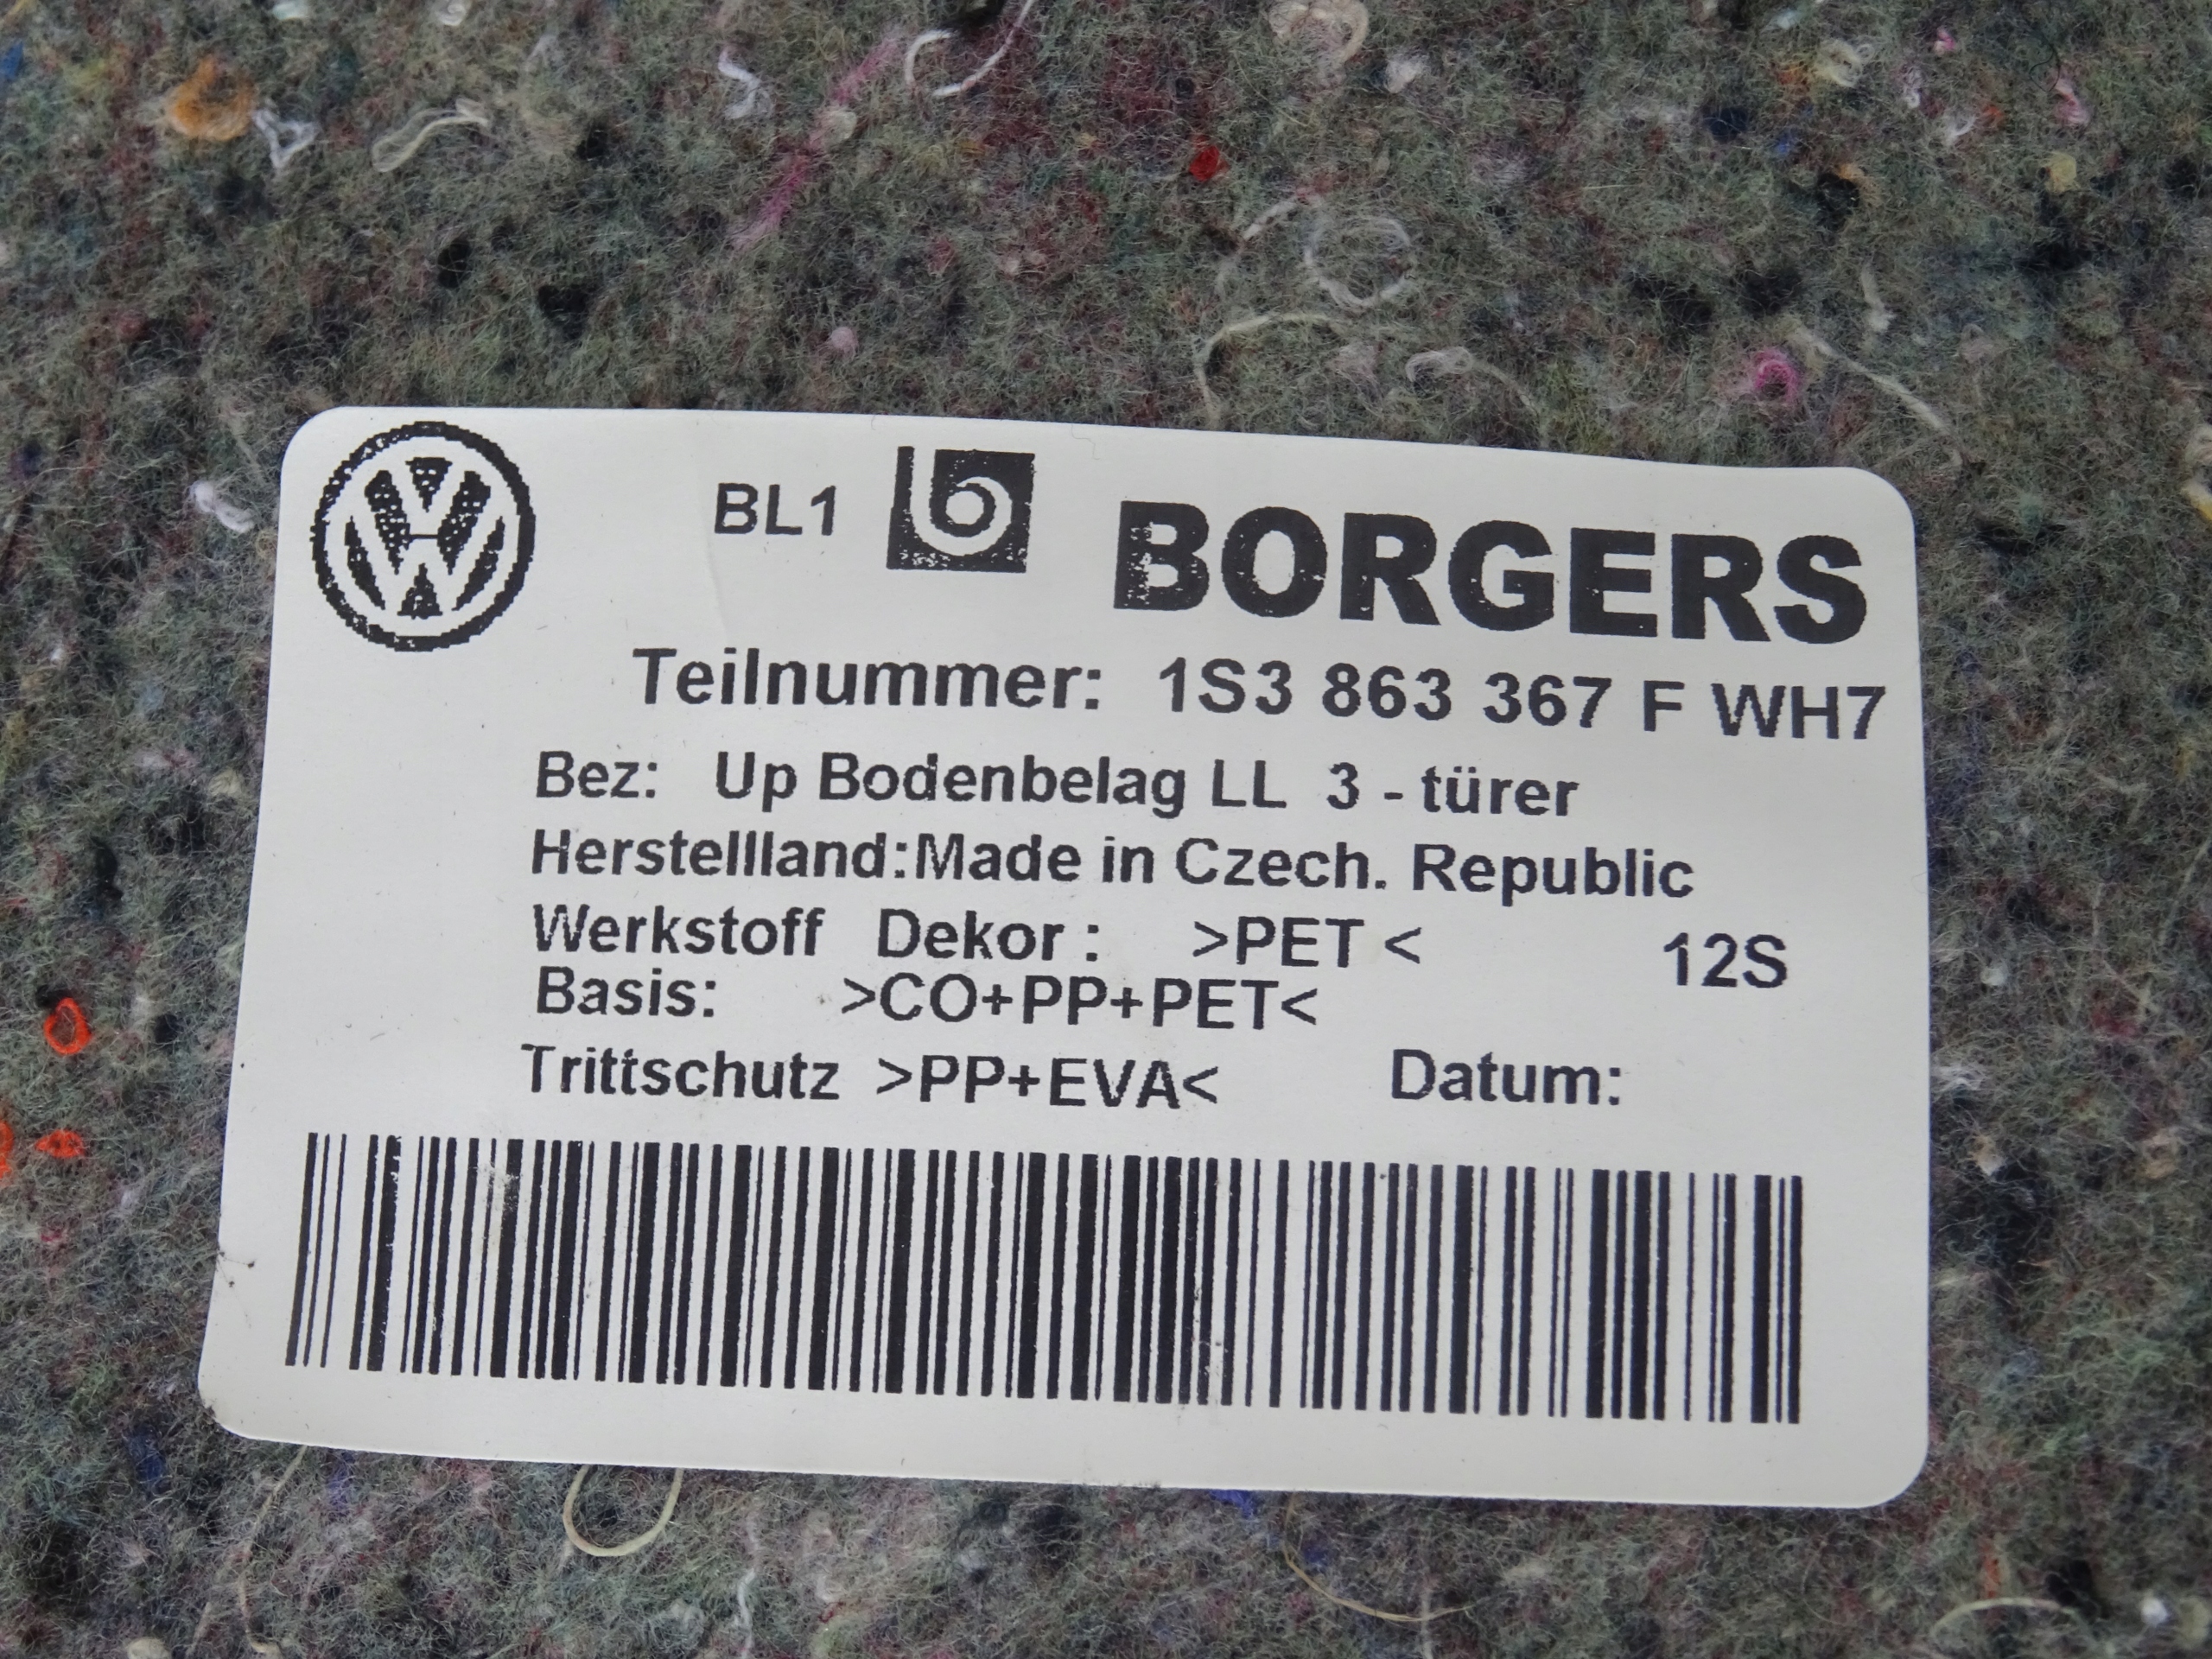 BL1 BORGERS
Teilnummer: 1S3 863 367 F WH7
Bez: Up Bodenbelag LL 3 - türer
Herstellland:Made in Czech. Republic
Werkstoff Dekor : >PET < 12S
Basis: >CO+PP+PET<
Trittschutz >PP+EVA< Datum: